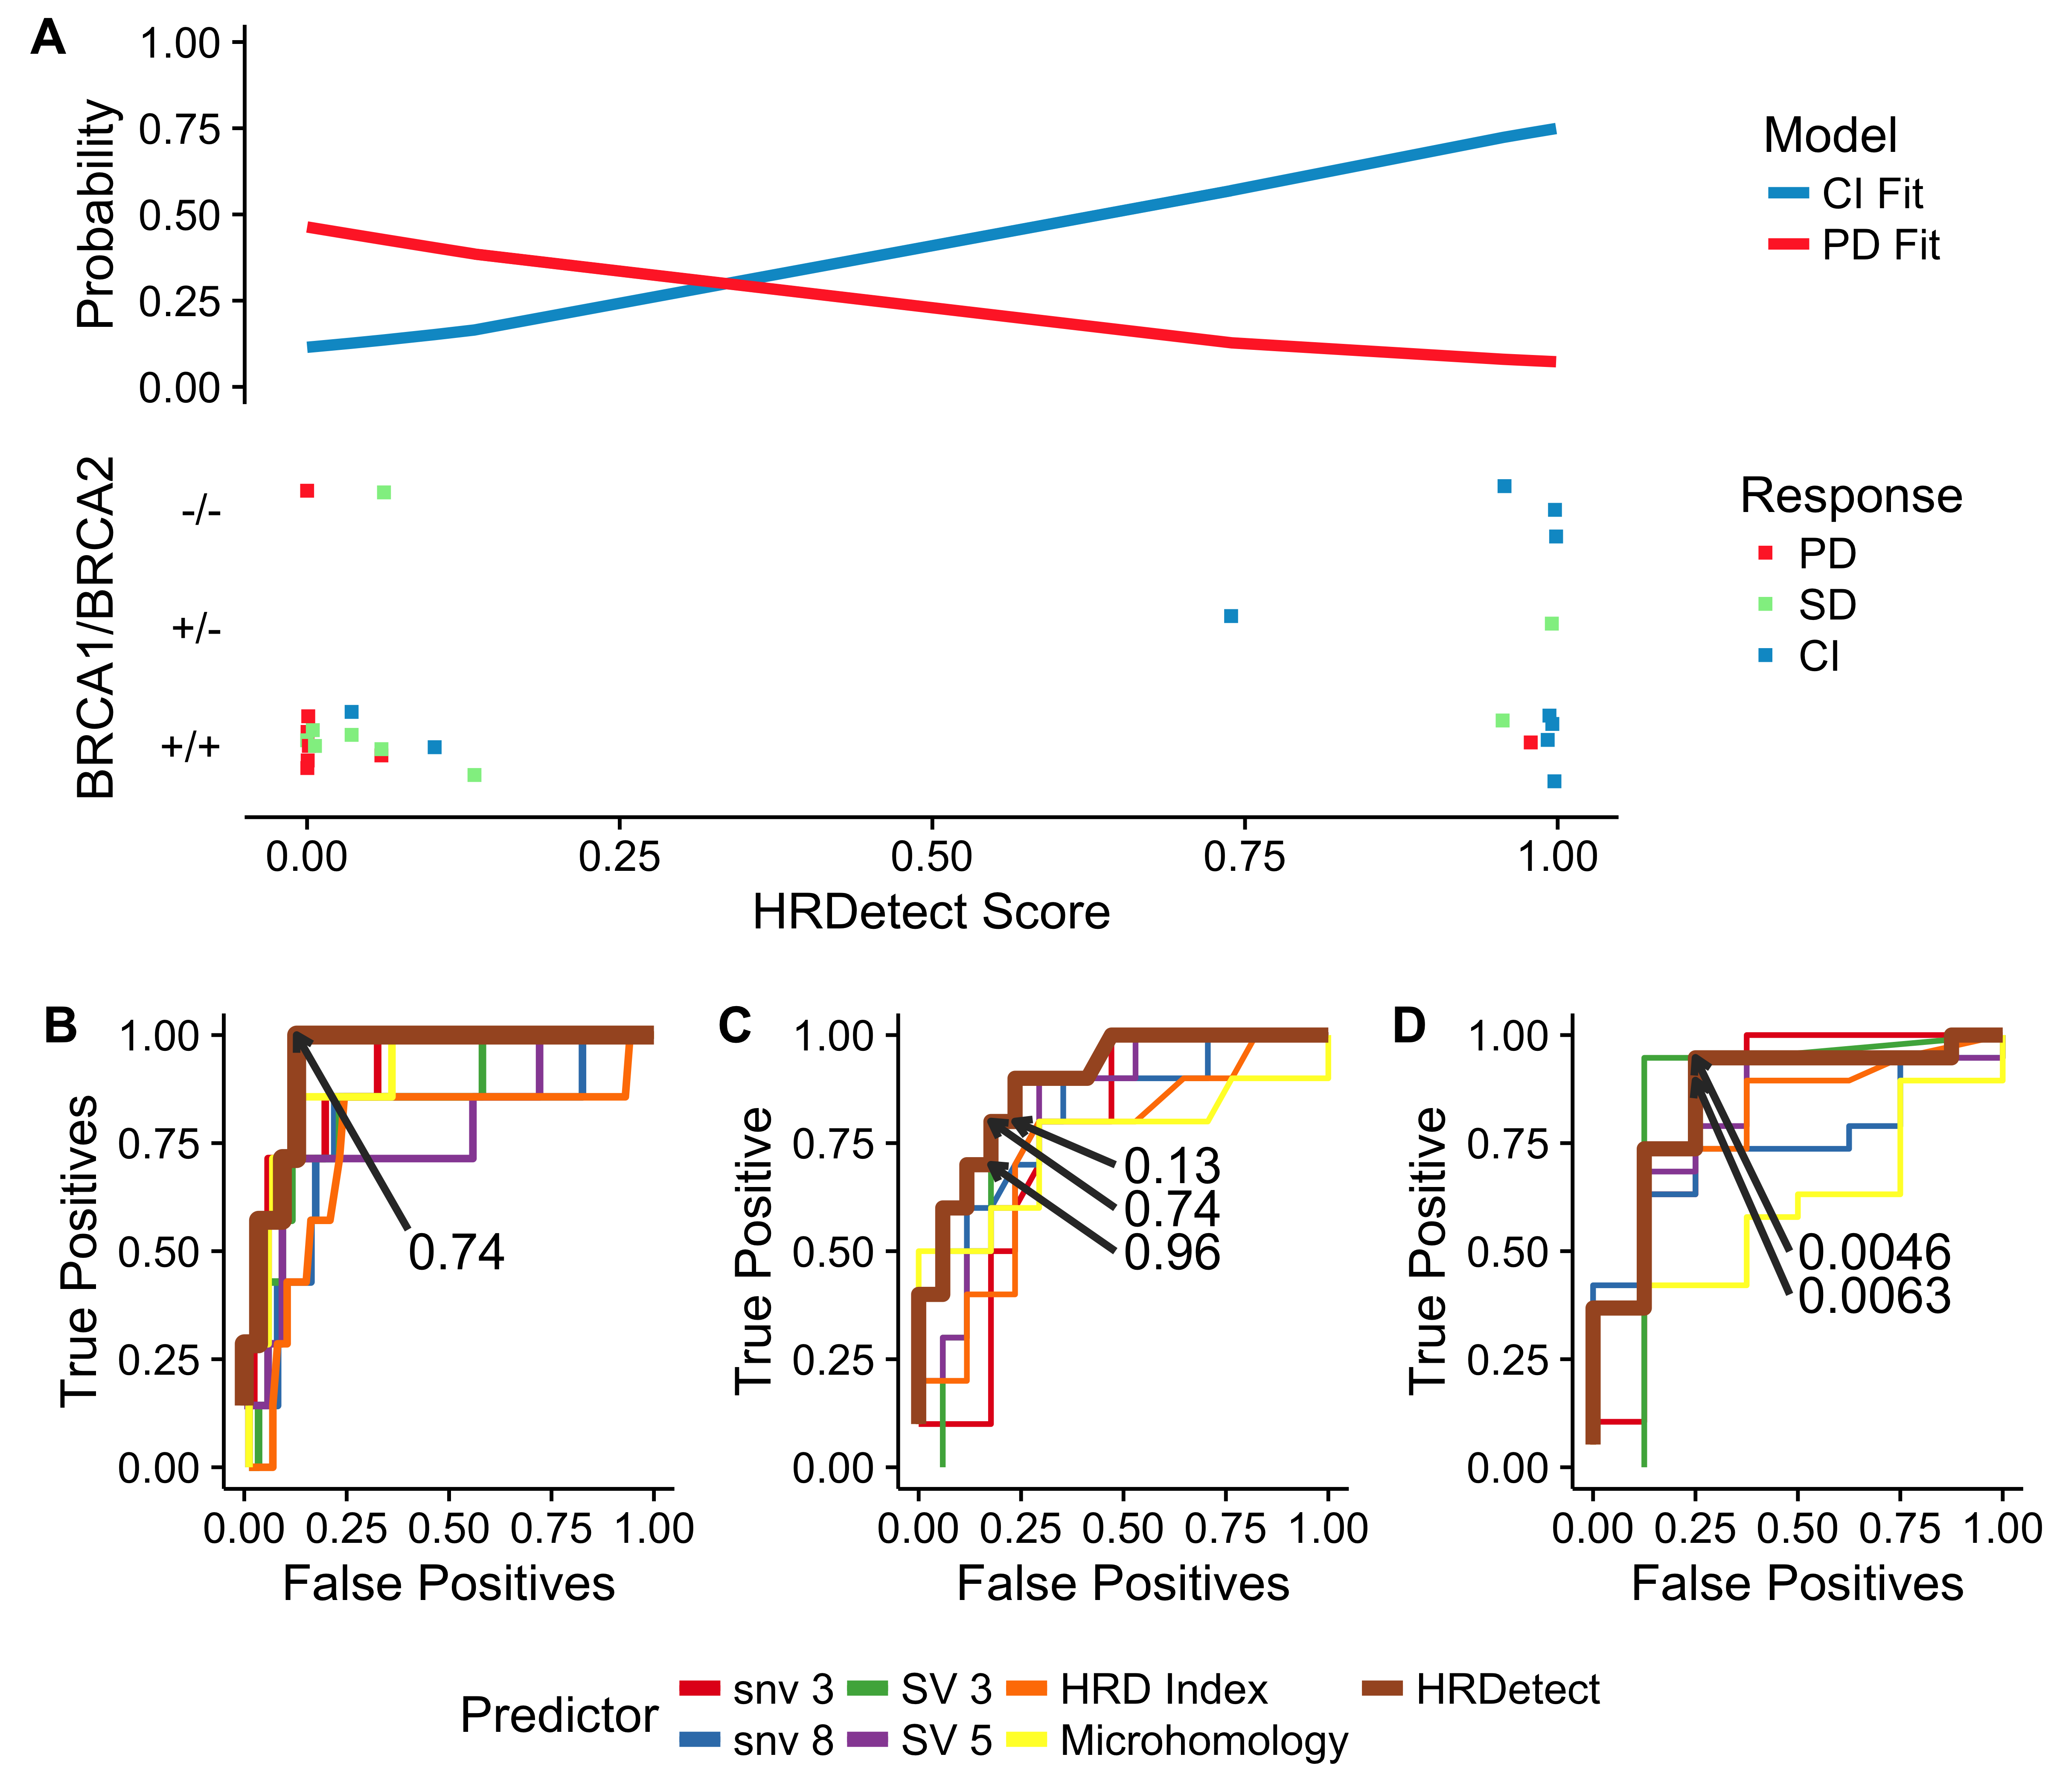 A
1.00
0.75
0.50
0.25
0.00
Probability
Model
CI Fit
PD Fit
BRCA1/BRCA2
-/-
+/-
+/+
Response
PD
SD
CI
0.00 0.25 0.50 0.75 1.00
HRDetect Score
B
1.00
0.75
0.50
0.25
0.00
True Positives
0.74
0.00 0.25 0.50 0.75 1.00
False Positives
C
1.00
0.75
0.50
0.25
0.00
True Positive
0.13
0.74
0.96
0.00 0.25 0.50 0.75 1.00
False Positives
D
1.00
0.75
0.50
0.25
0.00
True Positive
0.0046
0.0063
0.00 0.25 0.50 0.75 1.00
False Positives
Predictor
snv 3 SV 3 HRD Index HRDetect
snv 8 SV 5 Microhomology